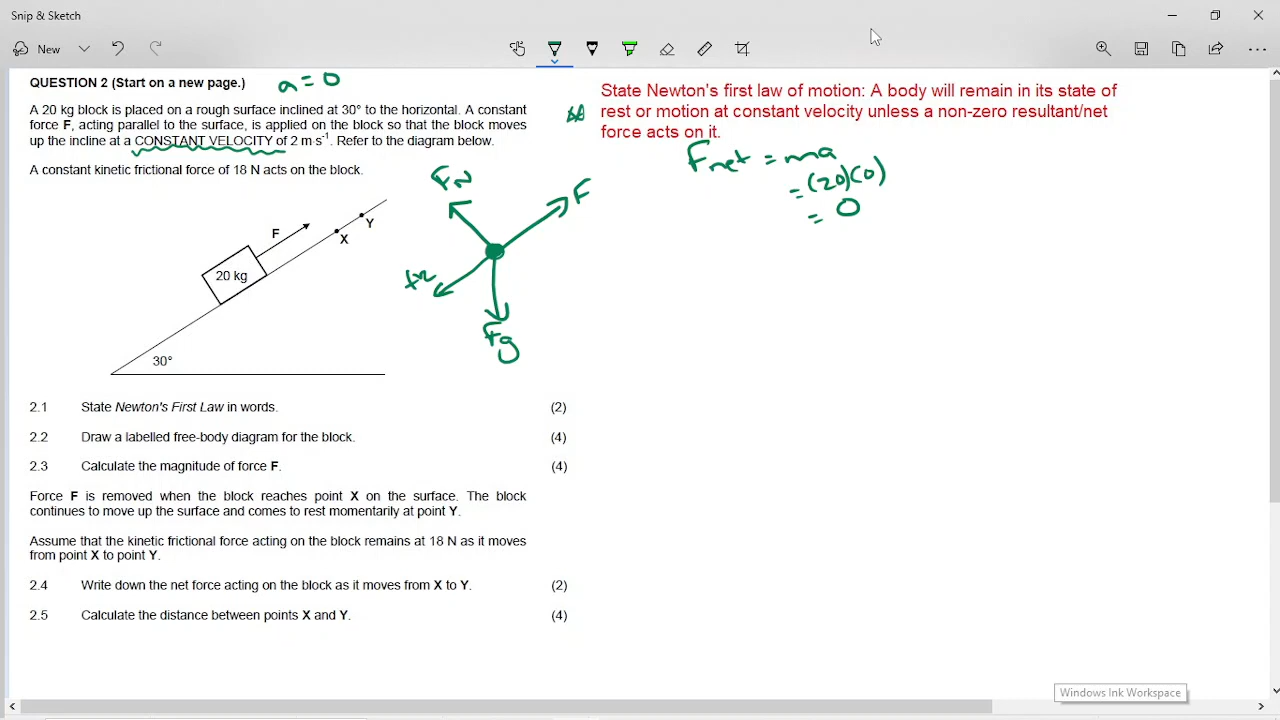 Snip & Sketch
New
QUESTION 2 (Start on a new page.)
a = 0
A 20 kg block is placed on a rough surface inclined at 30° to the horizontal. A constant
force F, acting parallel to the surface, is applied on the block so that the block moves
up the incline at a CONSTANT VELOCITY of 2 m·s⁻¹. Refer to the diagram below.
A constant kinetic frictional force of 18 N acts on the block.
State Newton's first law of motion: A body will remain in its state of
rest or motion at constant velocity unless a non-zero resultant/net
force acts on it.
Fnet = ma
= (20)(0)
= 0
F
X
Y
20 kg
30°
FN
F
fk
Fg
2.1 State Newton's First Law in words. (2)
2.2 Draw a labelled free-body diagram for the block. (4)
2.3 Calculate the magnitude of force F. (4)
Force F is removed when the block reaches point X on the surface. The block
continues to move up the surface and comes to rest momentarily at point Y.
Assume that the kinetic frictional force acting on the block remains at 18 N as it moves
from point X to point Y.
2.4 Write down the net force acting on the block as it moves from X to Y. (2)
2.5 Calculate the distance between points X and Y. (4)
Windows Ink Workspace